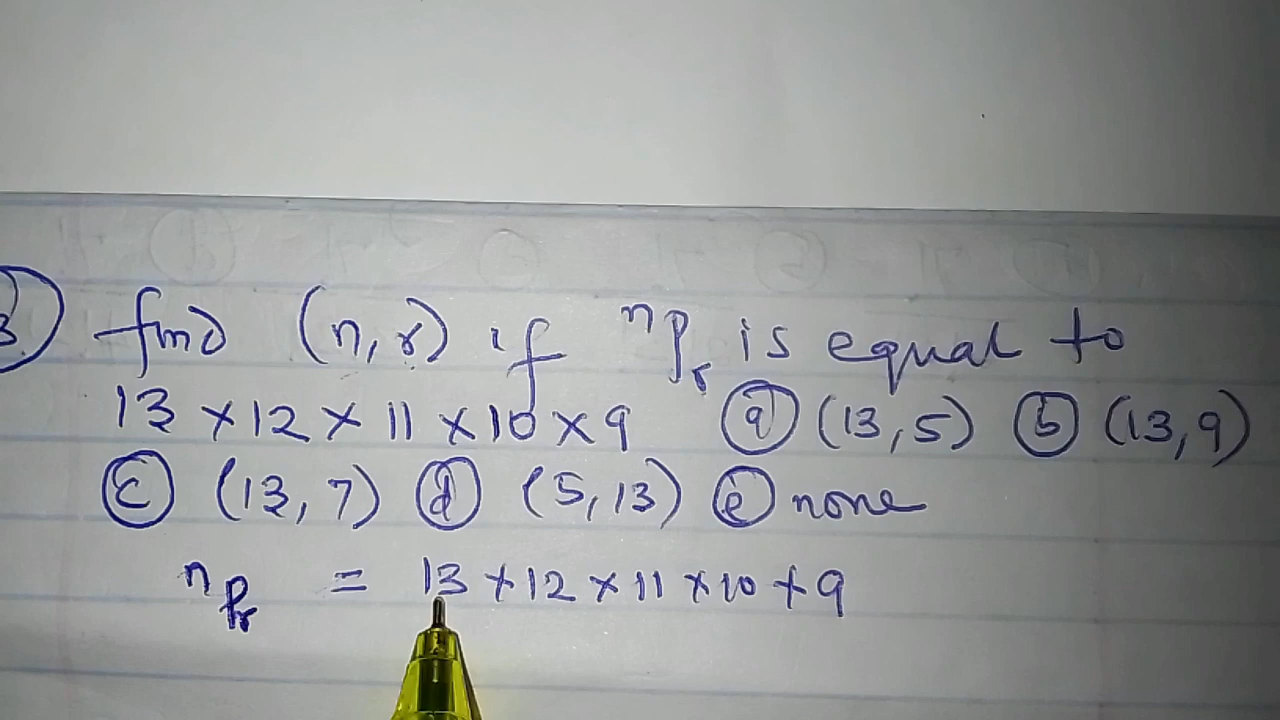 3) find (n, r) if ⁿPᵣ is equal to
13 × 12 × 11 × 10 × 9 ⓐ (13, 5) ⓑ (13, 9)
ⓒ (13, 7) ⓓ (5, 13) ⓔ none
ⁿPᵣ = 13 × 12 × 11 × 10 × 9